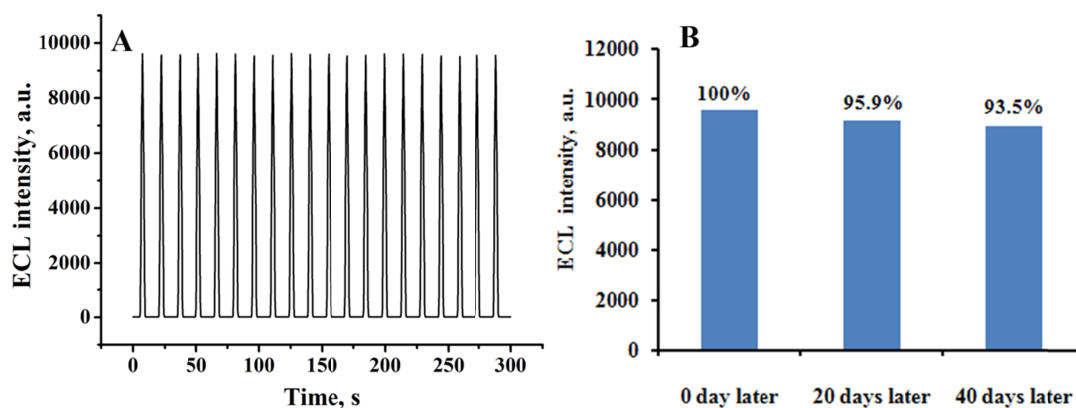 A
ECL intensity, a.u.
10000
8000
6000
4000
2000
0
0 50 100 150 200 250 300
Time, s
B
ECL intensity, a.u.
12000
10000
8000
6000
4000
2000
0
100%
95.9%
93.5%
0 day later 20 days later 40 days later